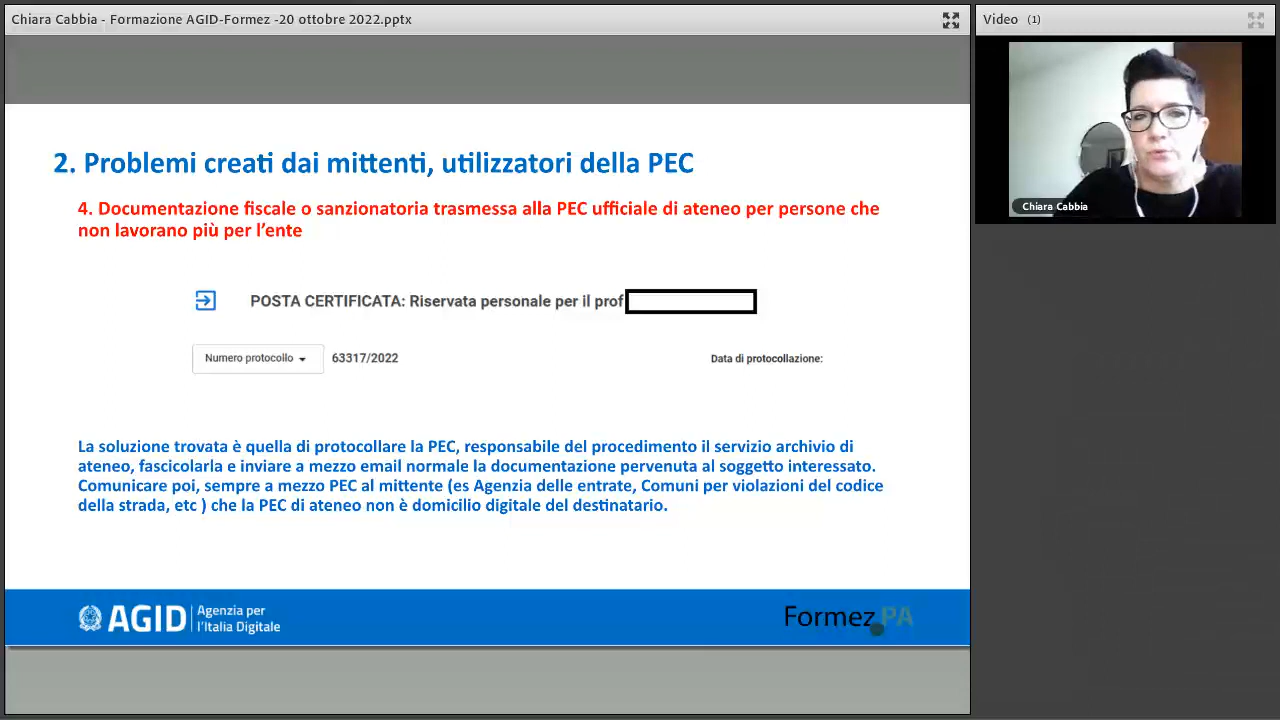 Chiara Cabbia - Formazione AGID-Formez -20 ottobre 2022.pptx
Video (1)
Chiara Cabbia
2. Problemi creati dai mittenti, utilizzatori della PEC
4. Documentazione fiscale o sanzionatoria trasmessa alla PEC ufficiale di ateneo per persone che
non lavorano più per l’ente
POSTA CERTIFICATA: Riservata personale per il prof
Numero protocollo 63317/2022
Data di protocollazione:
La soluzione trovata è quella di protocollare la PEC, responsabile del procedimento il servizio archivio di
ateneo, fascicolarla e inviare a mezzo email normale la documentazione pervenuta al soggetto interessato.
Comunicare poi, sempre a mezzo PEC al mittente (es Agenzia delle entrate, Comuni per violazioni del codice
della strada, etc ) che la PEC di ateneo non è domicilio digitale del destinatario.
AGID Agenzia per
l’Italia Digitale
Formez PA